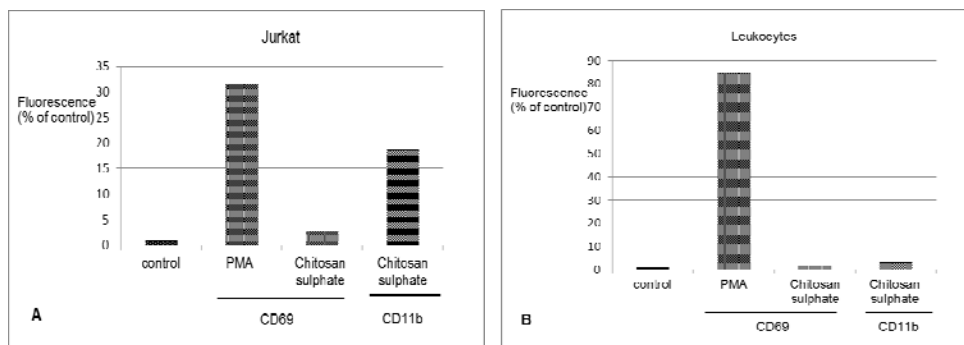 Jurkat
Fluorescence
(% of control)
35
30
25
20
15
10
5
0
control
PMA
Chitosan
sulphate
Chitosan
sulphate
CD69
CD11b
A
Leukocytes
Fluorescence
(% of control)
90
80
70
60
50
40
30
20
10
0
control
PMA
Chitosan
sulphate
Chitosan
sulphate
CD69
CD11b
B